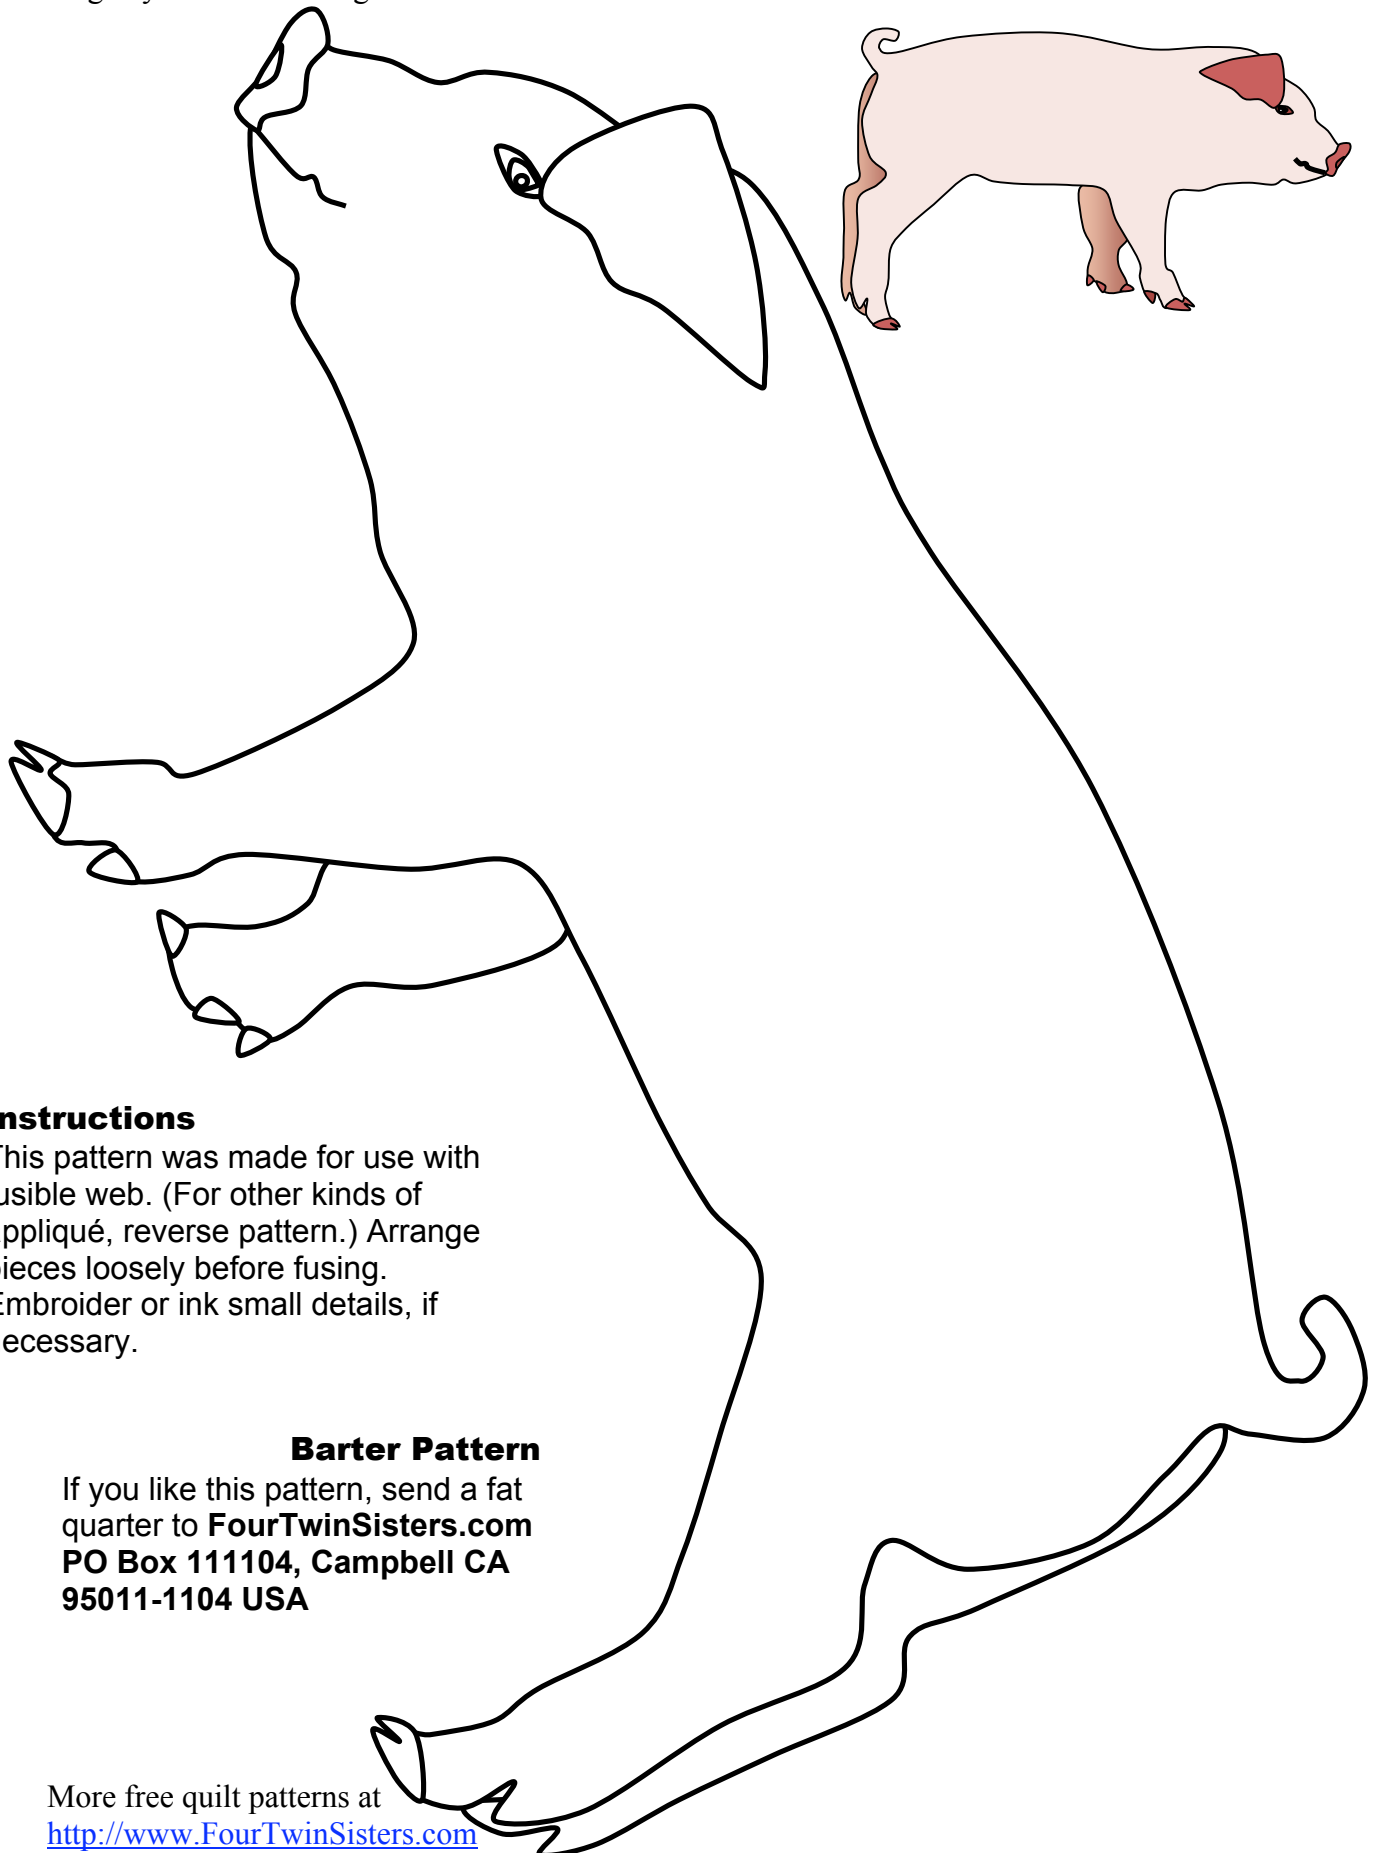 nstructions
This pattern was made for use with
usible web. (For other kinds of
ppliqué, reverse pattern.) Arrange
ieces loosely before fusing.
Embroider or ink small details, if
ecessary.
Barter Pattern
If you like this pattern, send a fat
quarter to FourTwinSisters.com
PO Box 111104, Campbell CA
95011-1104 USA
More free quilt patterns at
http://www.FourTwinSisters.com